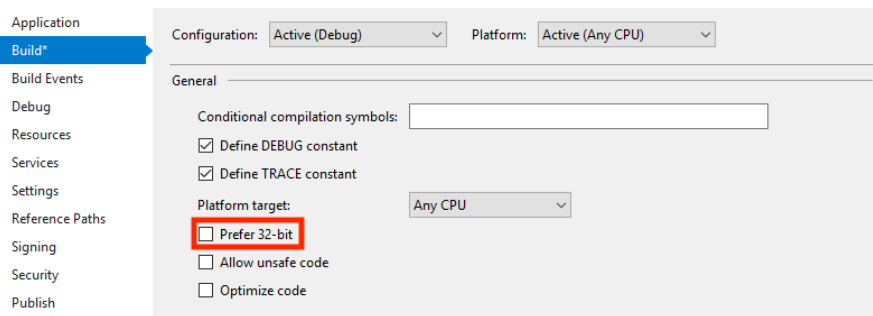 Application
Build*
Build Events
Debug
Resources
Services
Settings
Reference Paths
Signing
Security
Publish
Configuration: Active (Debug) Platform: Active (Any CPU)
General
Conditional compilation symbols:
Define DEBUG constant
Define TRACE constant
Platform target: Any CPU
Prefer 32-bit
Allow unsafe code
Optimize code